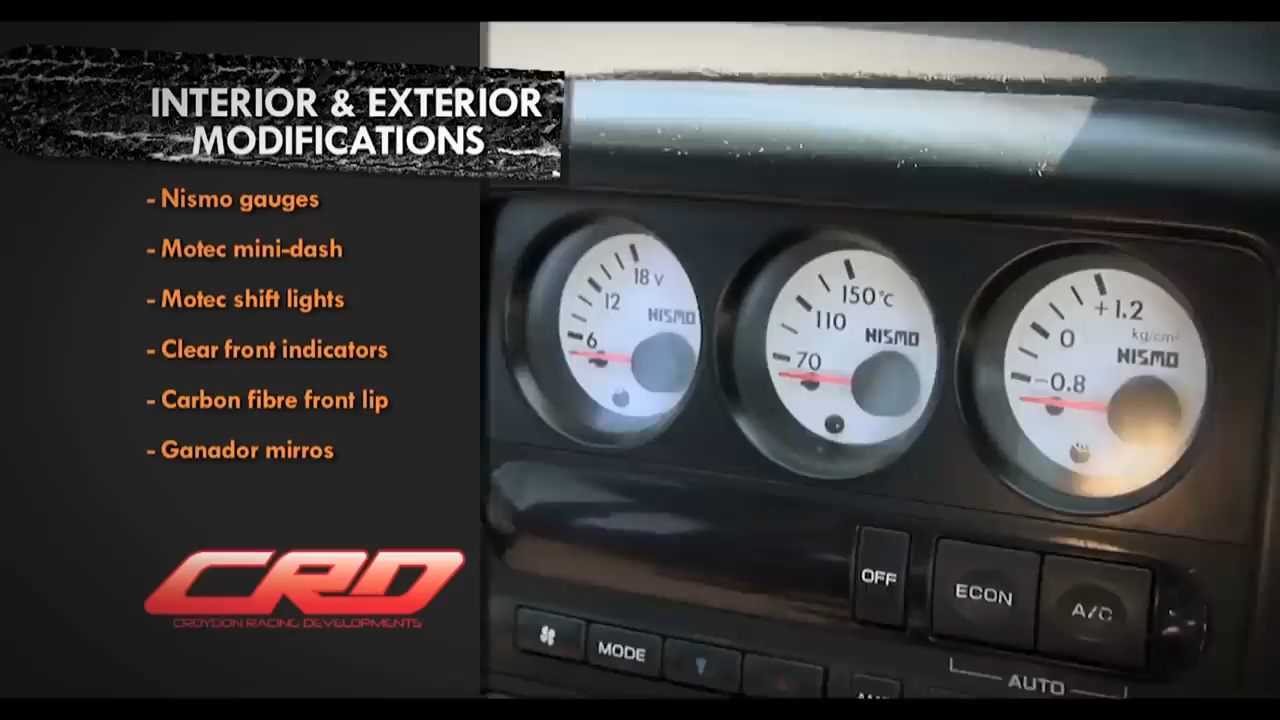 INTERIOR & EXTERIOR
MODIFICATIONS
- Nismo gauges
- Motec mini-dash
- Motec shift lights
- Clear front indicators
- Carbon fibre front lip
- Ganador mirros
CRD
CROYDON RACING DEVELOPMENTS
18 V
12
6
NISMO
150°C
110
70
NISMO
+1.2
0
-0.8
kg/cm²
NISMO
OFF
ECON
A/C
MODE
AUTO